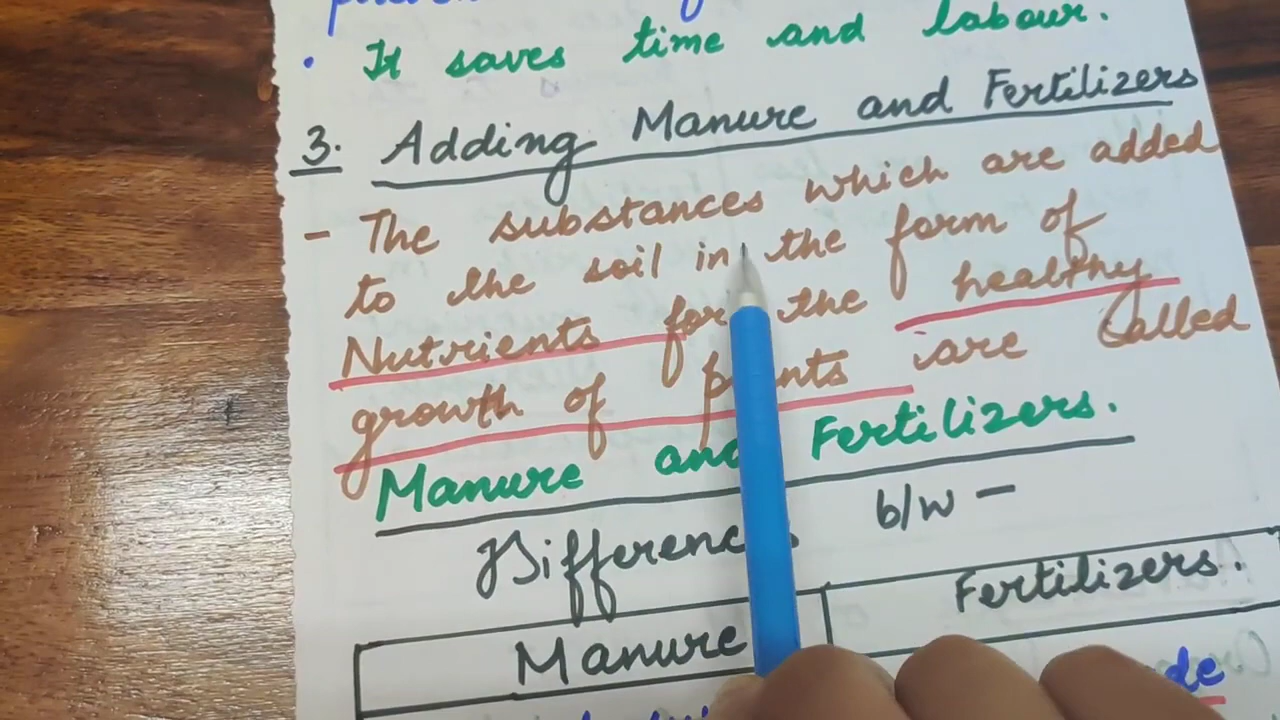 • It saves time and labour.
3. Adding Manure and Fertilizers
- The substances which are added
to the soil in the form of
Nutrients for the healthy
growth of plants are called
Manure and Fertilizers.
Difference b/w -
Manure Fertilizers.